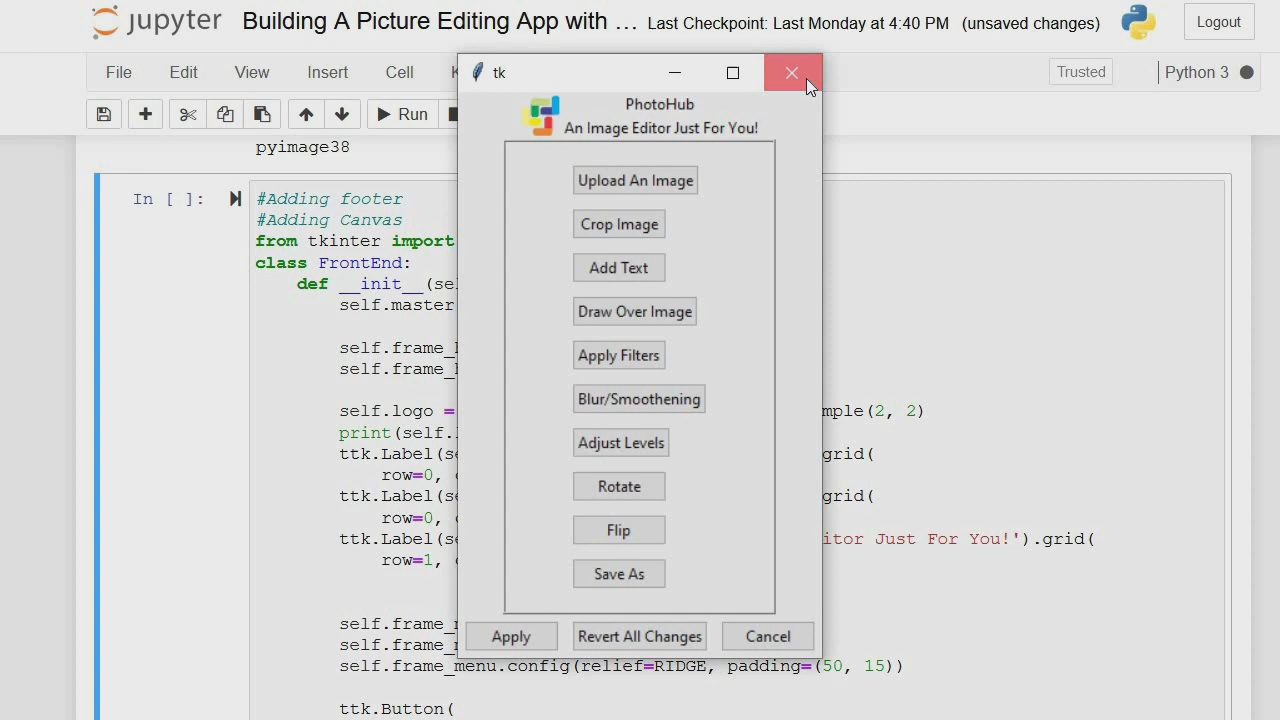 jupyter Building A Picture Editing App with ... Last Checkpoint: Last Monday at 4:40 PM (unsaved changes) Logout
File Edit View Insert Cell Trusted Python 3
Run
tk
PhotoHub
An Image Editor Just For You!
Upload An Image
Crop Image
Add Text
Draw Over Image
Apply Filters
Blur/Smoothening
Adjust Levels
Rotate
Flip
Save As
Apply Revert All Changes Cancel
pyimage38
In [ ]: #Adding footer
#Adding Canvas
from tkinter import
class FrontEnd:
def __init__(se
self.master
self.frame_
self.frame_
self.logo = mple(2, 2)
print(self.
ttk.Label(se grid(
row=0,
ttk.Label(se grid(
row=0,
ttk.Label(se itor Just For You!').grid(
row=1,
self.frame_
self.frame_
self.frame_menu.config(relief=RIDGE, padding=(50, 15))
ttk.Button(